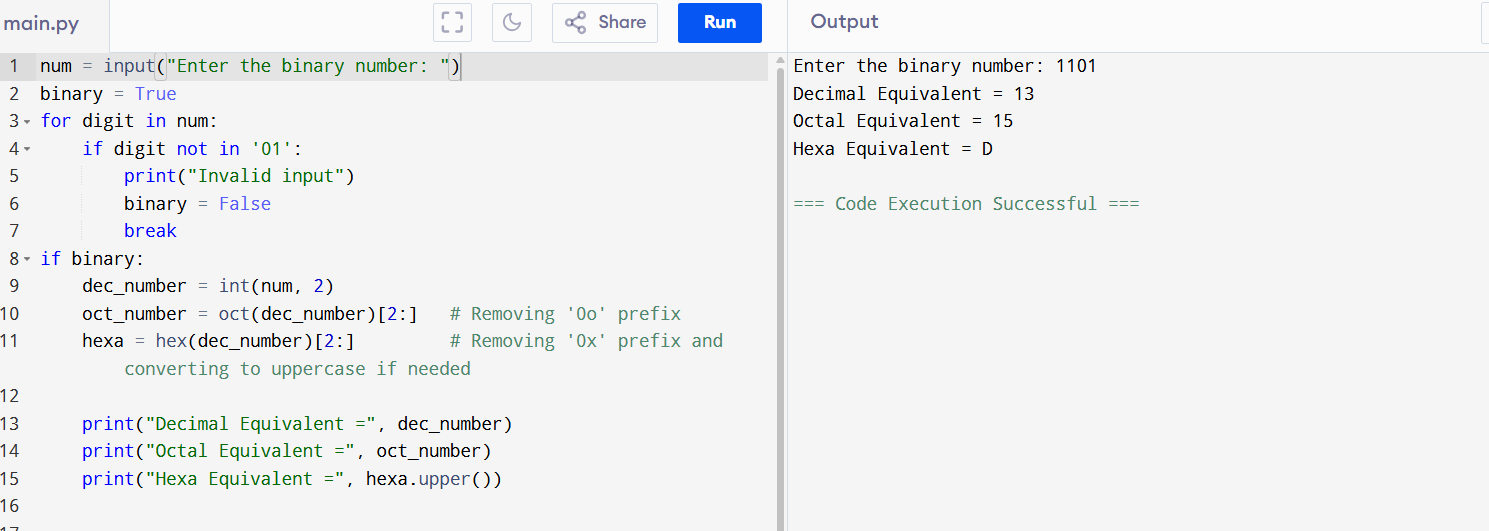 main.py
Share
Run
Output
1 num = input("Enter the binary number: ")
2 binary = True
3 for digit in num:
4     if digit not in '01':
5         print("Invalid input")
6         binary = False
7         break
8 if binary:
9     dec_number = int(num, 2)
10     oct_number = oct(dec_number)[2:]   # Removing '0o' prefix
11     hexa = hex(dec_number)[2:]         # Removing '0x' prefix and
        converting to uppercase if needed
12
13     print("Decimal Equivalent =", dec_number)
14     print("Octal Equivalent =", oct_number)
15     print("Hexa Equivalent =", hexa.upper())
16
Enter the binary number: 1101
Decimal Equivalent = 13
Octal Equivalent = 15
Hexa Equivalent = D
=== Code Execution Successful ===